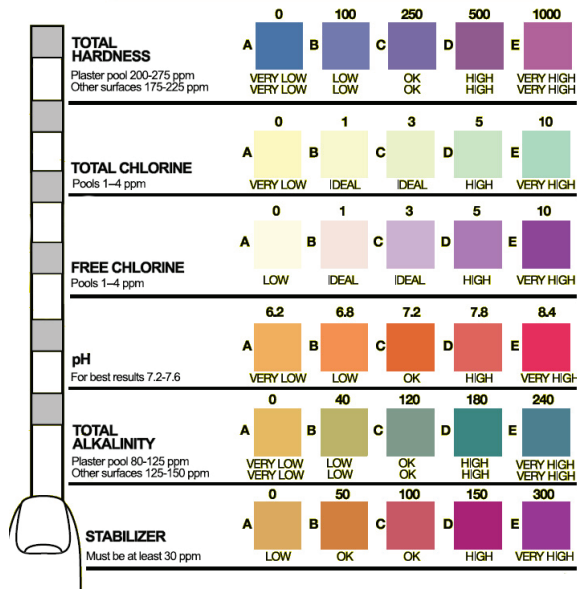 0 100 250 500 1000
TOTAL
HARDNESS
A B C D E
Plaster pool 200-275 ppm
Other surfaces 175-225 ppm
VERY LOW LOW OK HIGH VERY HIGH
VERY LOW LOW OK HIGH VERY HIGH
0 1 3 5 10
A B C D E
TOTAL CHLORINE
Pools 1–4 ppm
VERY LOW IDEAL IDEAL HIGH VERY HIGH
0 1 3 5 10
A B C D E
FREE CHLORINE
Pools 1–4 ppm
LOW IDEAL IDEAL HIGH VERY HIGH
6.2 6.8 7.2 7.8 8.4
A B C D E
pH
For best results 7.2-7.6
VERY LOW LOW OK HIGH VERY HIGH
0 40 120 180 240
A B C D E
TOTAL
ALKALINITY
Plaster pool 80-125 ppm
Other surfaces 125-150 ppm
VERY LOW LOW OK HIGH VERY HIGH
VERY LOW LOW OK HIGH VERY HIGH
0 50 100 150 300
A B C D E
STABILIZER
Must be at least 30 ppm
LOW OK OK HIGH VERY HIGH